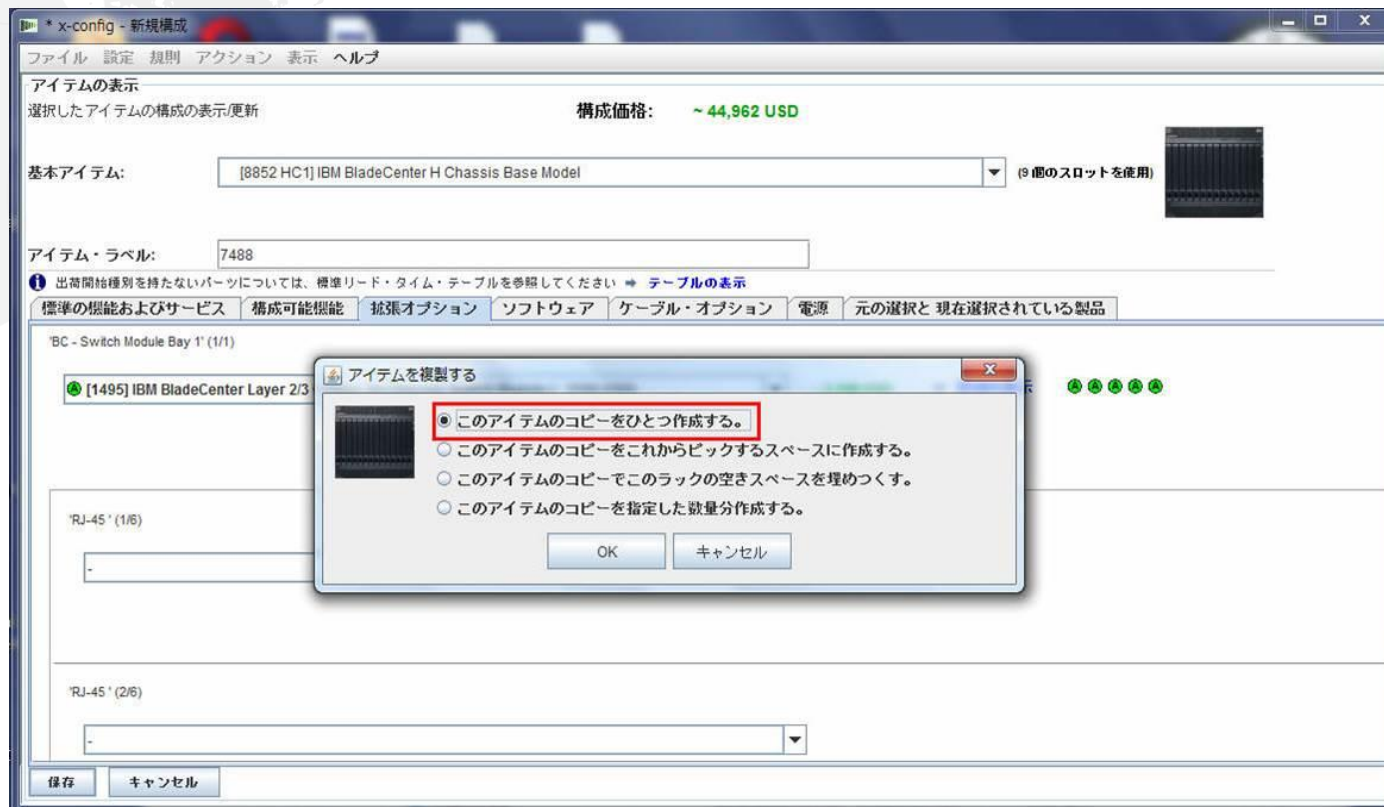 * x-config - 新規構成
ファイル 設定 規則 アクション 表示 ヘルプ
アイテムの表示
選択したアイテムの構成の表示/更新 構成価格: ~ 44,962 USD
基本アイテム: [8852 HC1] IBM BladeCenter H Chassis Base Model (9 個のスロットを使用)
アイテム・ラベル: 7488
出荷開始種別を持たないパーツについては、標準リード・タイム・テーブルを参照してください ➡ テーブルの表示
標準の機能およびサービス 構成可能機能 拡張オプション ソフトウェア ケーブル・オプション 電源 元の選択と 現在選択されている製品
'BC - Switch Module Bay 1' (1/1)
[1495] IBM BladeCenter Layer 2/3
アイテムを複製する
このアイテムのコピーをひとつ作成する。
このアイテムのコピーをこれからピックするスペースに作成する。
このアイテムのコピーでこのラックの空きスペースを埋めつくす。
このアイテムのコピーを指定した数量分作成する。
OK キャンセル
'RJ-45 ' (1/6)
-
'RJ-45 ' (2/6)
-
保存 キャンセル